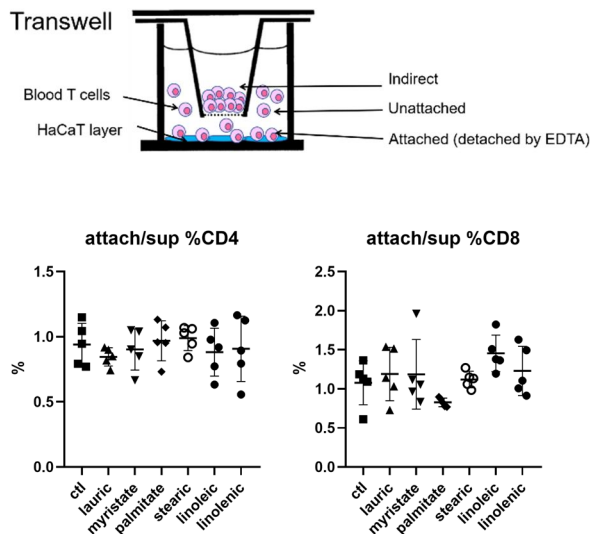 Transwell
Indirect
Blood T cells
Unattached
HaCaT layer
Attached (detached by EDTA)
attach/sup %CD4
1.5
1.0
0.5
0.0
%
ctl
lauric
myristate
palmitate
stearic
linoleic
linolenic
attach/sup %CD8
2.5
2.0
1.5
1.0
0.5
0.0
%
ctl
lauric
myristate
palmitate
stearic
linoleic
linolenic